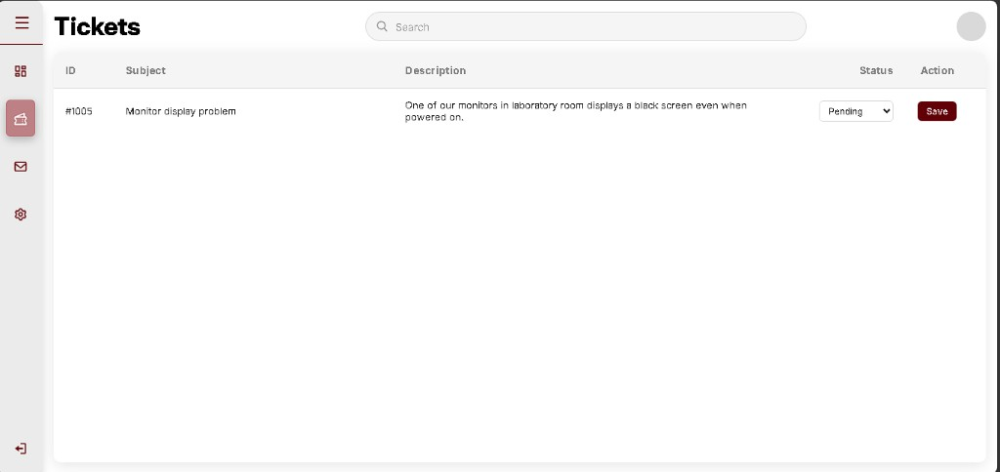 Tickets
Search
ID Subject Description Status Action
#1005 Monitor display problem One of our monitors in laboratory room displays a black screen even when Pending Save
powered on.